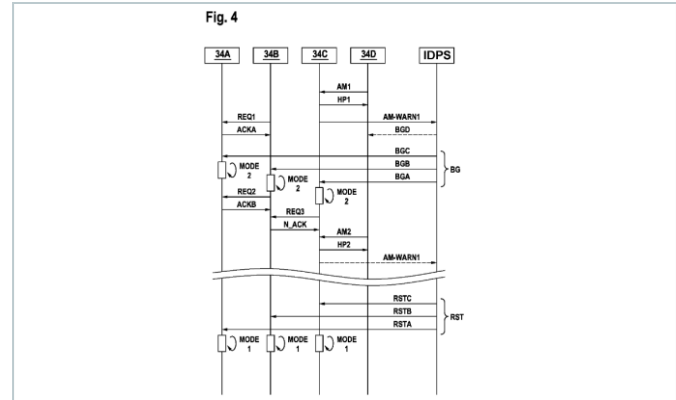 Fig. 4
34A 34B 34C 34D IDPS
AM1
HP1
REQ1 AM-WARN1
ACKA BGD
BGC
MODE 2 BGB BG
MODE 2 BGA
REQ2 MODE 2
ACKB REQ3
N_ACK AM2
HP2
AM-WARN1
RSTC
RSTB RST
RSTA
MODE 1 MODE 1 MODE 1